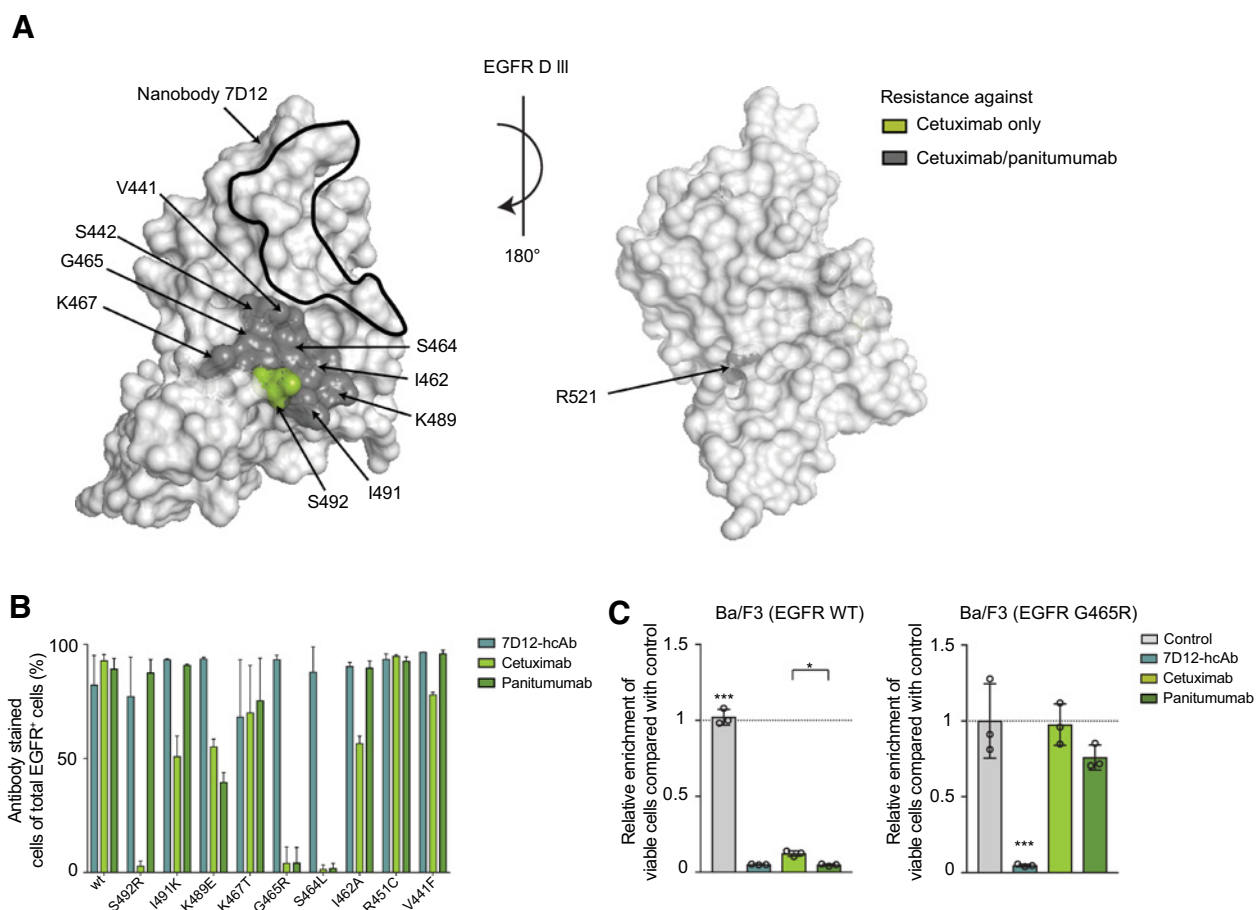 A
EGFR D III
Nanobody 7D12
Resistance against
Cetuximab only
Cetuximab/panitumumab
V441
S442
G465
K467
180°
S464
I462
K489
I491
S492
R521
B
Antibody stained
cells of total EGFR⁺ cells (%)
100
50
0
wt
S492R
I491K
K489E
K467T
G465R
S464L
I462A
R451C
V441F
7D12-hcAb
Cetuximab
Panitumumab
C
Ba/F3 (EGFR WT)
Relative enrichment of
viable cells compared with control
1.5
1
0.5
0
***
*
Ba/F3 (EGFR G465R)
Relative enrichment of
viable cells compared with control
1.5
1
0.5
0
***
Control
7D12-hcAb
Cetuximab
Panitumumab